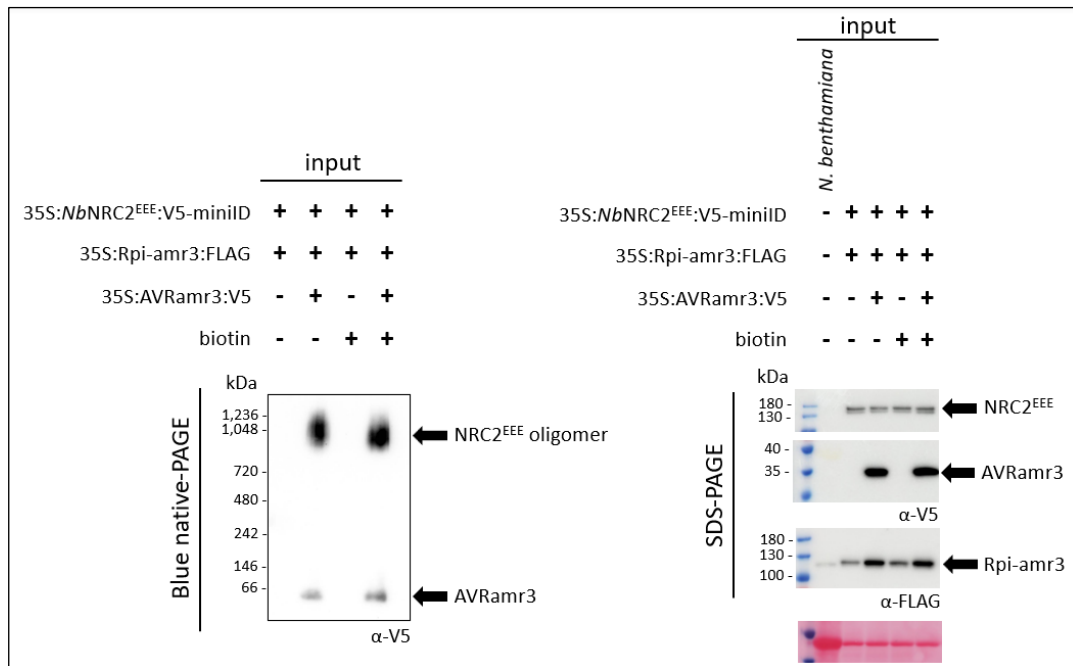 input
35S:NbNRC2EEE:V5-miniID + + + +
35S:Rpi-amr3:FLAG + + + +
35S:AVRamr3:V5 - + - +
biotin - - + +
Blue native-PAGE
kDa
1,236 -
1,048 -
720 -
480 -
242 -
146 -
66 -
NRC2EEE oligomer
AVRamr3
α-V5
input
N. benthamiana
35S:NbNRC2EEE:V5-miniID - + + + +
35S:Rpi-amr3:FLAG - + + + +
35S:AVRamr3:V5 - - + - +
biotin - - - + +
SDS-PAGE
kDa
180 -
130 -
NRC2EEE
40 -
35 -
AVRamr3
α-V5
180 -
130 -
100 -
Rpi-amr3
α-FLAG